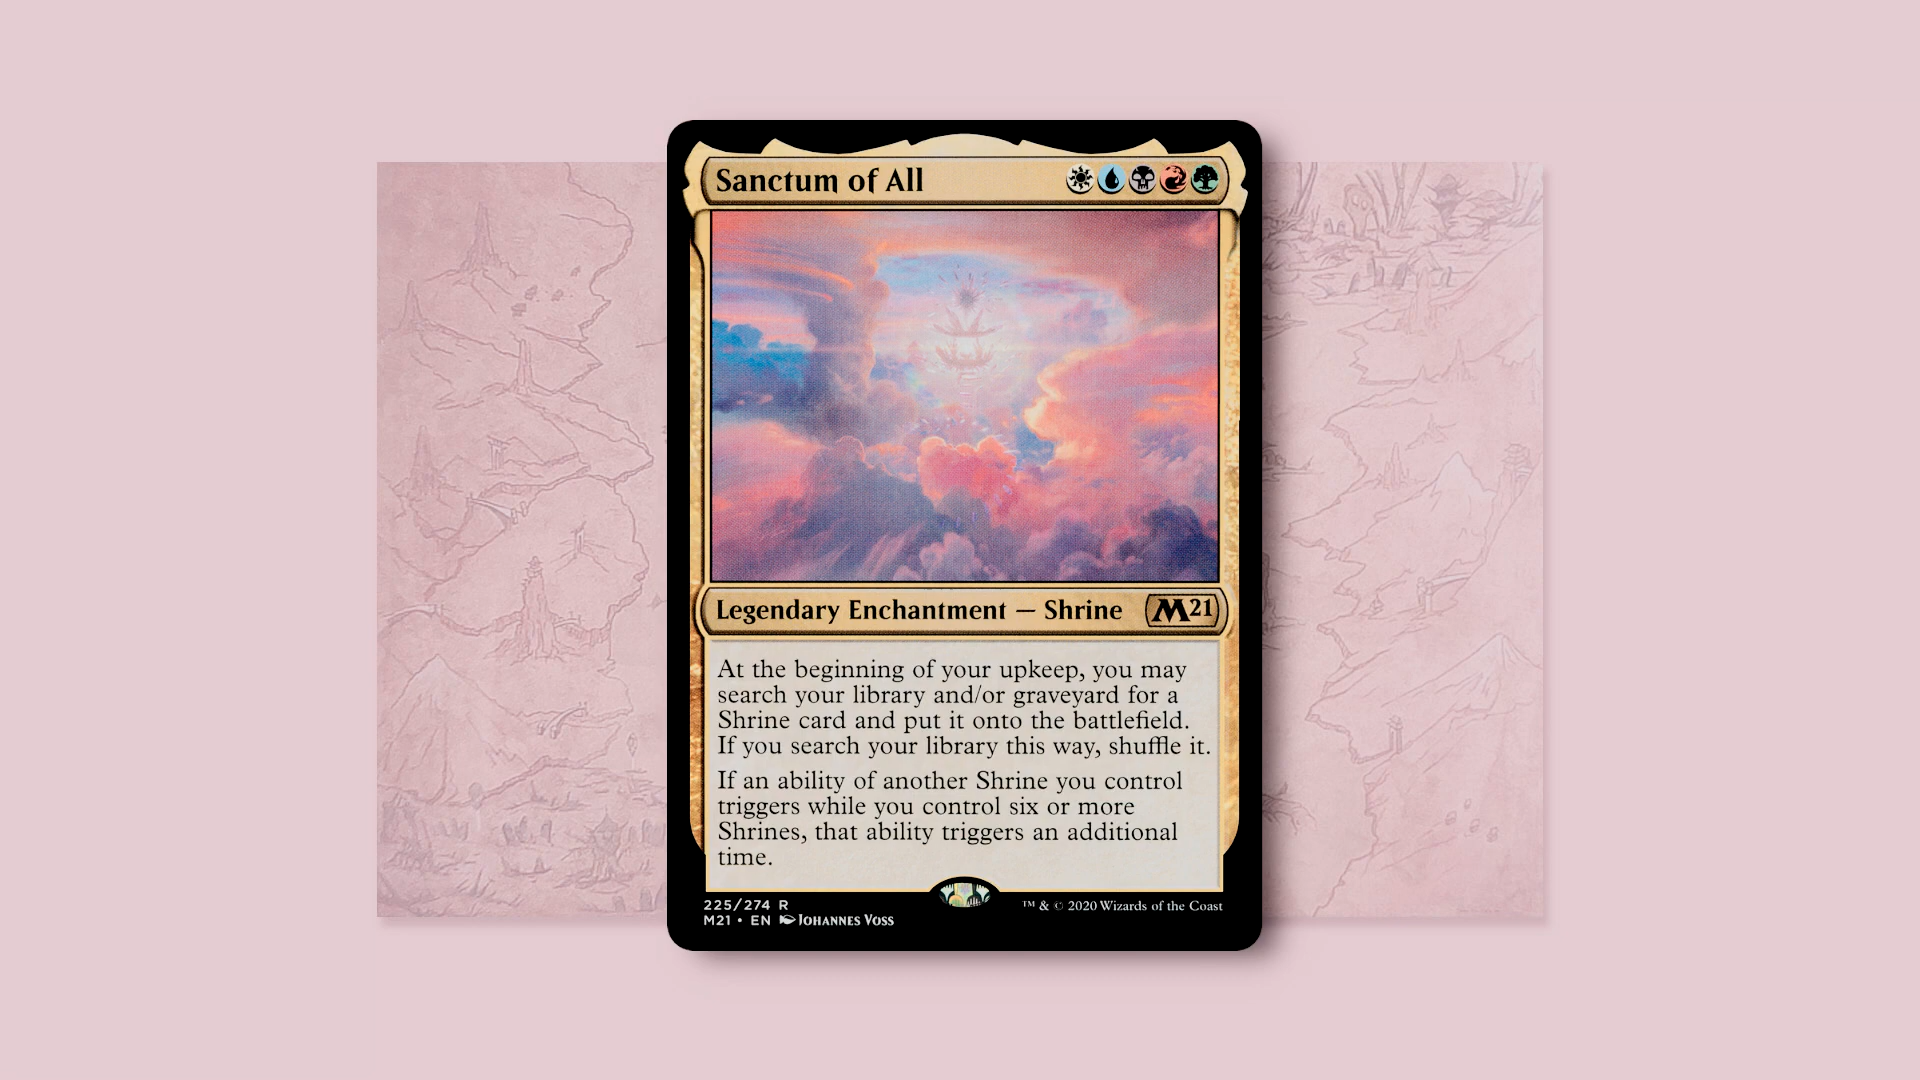 Sanctum of All
Legendary Enchantment — Shrine
M21
At the beginning of your upkeep, you may
search your library and/or graveyard for a
Shrine card and put it onto the battlefield.
If you search your library this way, shuffle it.
If an ability of another Shrine you control
triggers while you control six or more
Shrines, that ability triggers an additional
time.
225/274 R
M21 • EN Johannes Voss
™ & © 2020 Wizards of the Coast